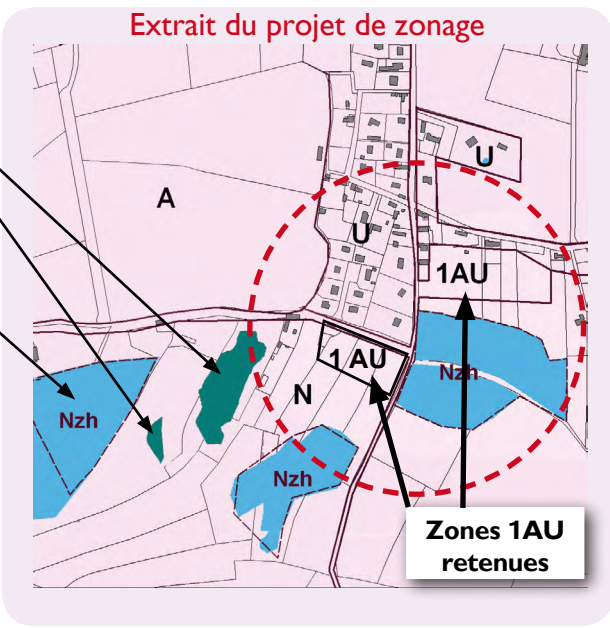 Extrait du projet de zonage
A
U
U
1AU
1 AU
N
Nzh
Nzh
Nzh
Zones 1AU
retenues